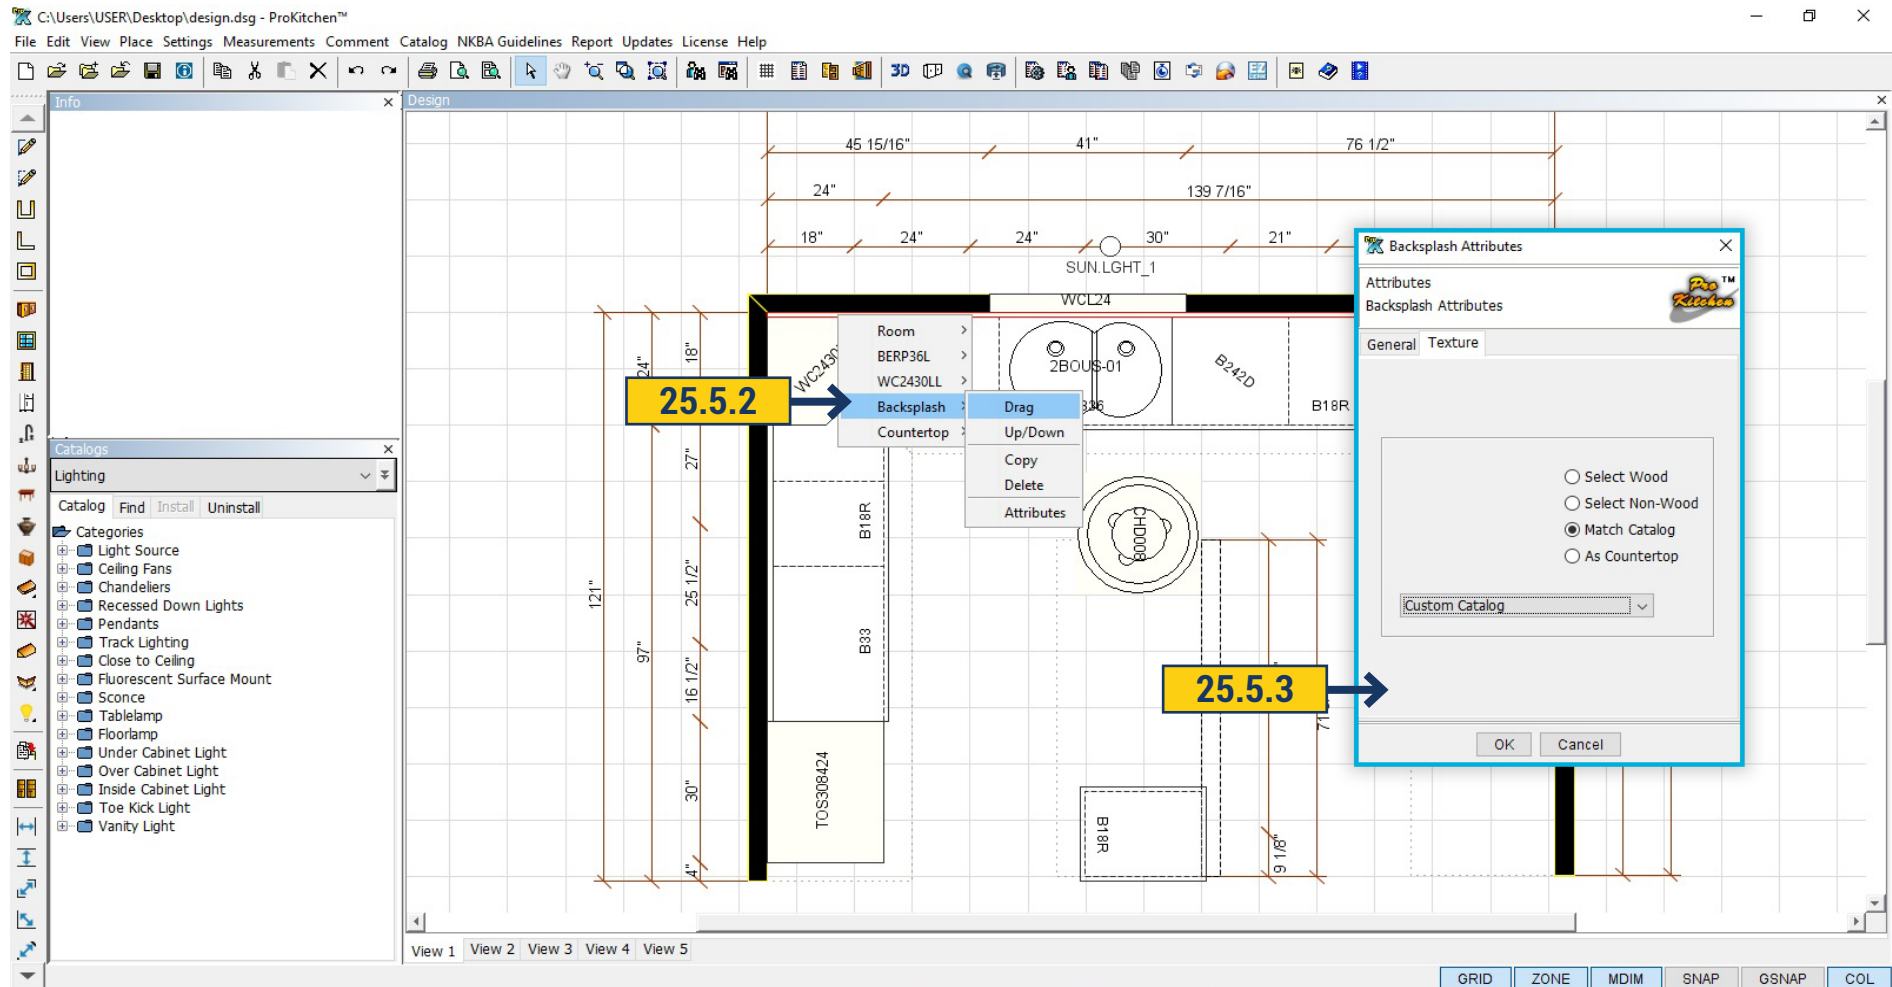 C:\Users\USER\Desktop\design.dsg - ProKitchen™
File Edit View Place Settings Measurements Comment Catalog NKBA Guidelines Report Updates License Help
3D
Info
Design
45 15/16" 41" 76 1/2"
24" 139 7/16"
18" 24" 24" 30" 21"
SUN.LGHT_1
WCL24
Backsplash Attributes
Attributes
Backsplash Attributes
Pro Kitchen ™
General Texture
Select Wood
Select Non-Wood
Match Catalog
As Countertop
Custom Catalog
OK Cancel
Room
BERP36L
WC2430LL
Backsplash
Countertop
Drag
Up/Down
Copy
Delete
Attributes
25.5.2
25.5.3
2BOUS-01
B242D
B18R
CHD008
18"
24"
27"
25 1/2"
16 1/2"
30"
4"
121"
97"
B18R
B33
TOS308424
B18R
9 1/8"
Catalogs
Lighting
Catalog Find Install Uninstall
Categories
Light Source
Ceiling Fans
Chandeliers
Recessed Down Lights
Pendants
Track Lighting
Close to Ceiling
Fluorescent Surface Mount
Sconce
Tablelamp
Floorlamp
Under Cabinet Light
Over Cabinet Light
Inside Cabinet Light
Toe Kick Light
Vanity Light
View 1 View 2 View 3 View 4 View 5
GRID ZONE MDIM SNAP GSNAP COL